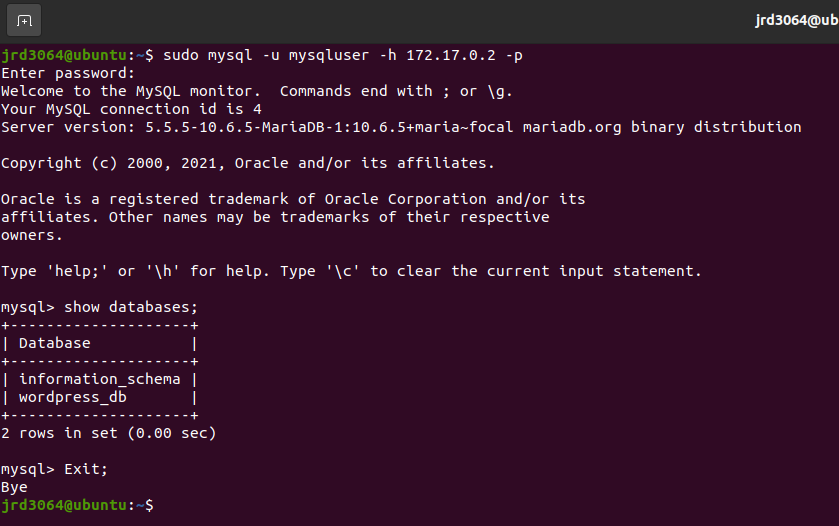 jrd3064@ub
jrd3064@ubuntu:~$ sudo mysql -u mysqluser -h 172.17.0.2 -p
Enter password:
Welcome to the MySQL monitor.  Commands end with ; or \g.
Your MySQL connection id is 4
Server version: 5.5.5-10.6.5-MariaDB-1:10.6.5+maria~focal mariadb.org binary distribution

Copyright (c) 2000, 2021, Oracle and/or its affiliates.

Oracle is a registered trademark of Oracle Corporation and/or its
affiliates. Other names may be trademarks of their respective
owners.

Type 'help;' or '\h' for help. Type '\c' to clear the current input statement.

mysql> show databases;
+--------------------+
| Database           |
+--------------------+
| information_schema |
| wordpress_db       |
+--------------------+
2 rows in set (0.00 sec)

mysql> Exit;
Bye
jrd3064@ubuntu:~$